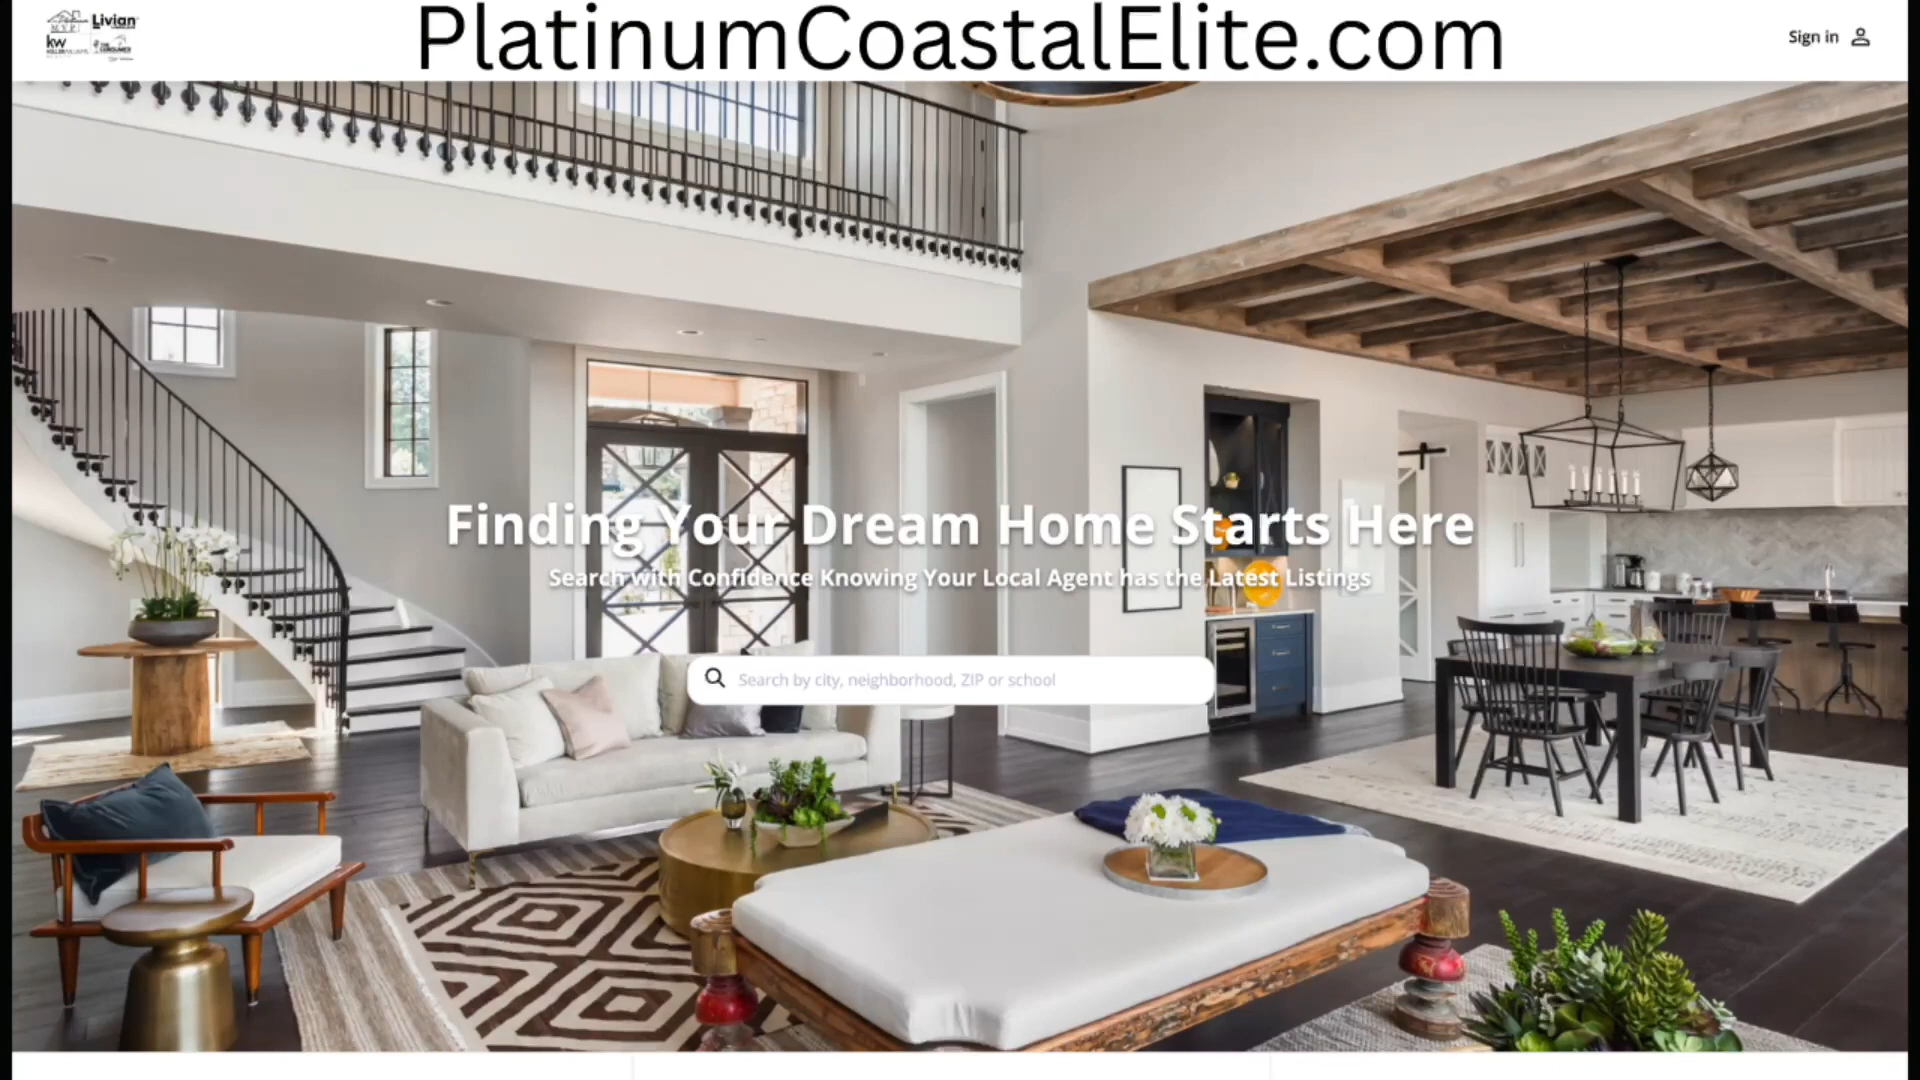 PlatinumCoastalElite.com
Livian
kw
Sign in
Finding Your Dream Home Starts Here
Search with Confidence Knowing Your Local Agent has the Latest Listings
Search by city, neighborhood, ZIP or school